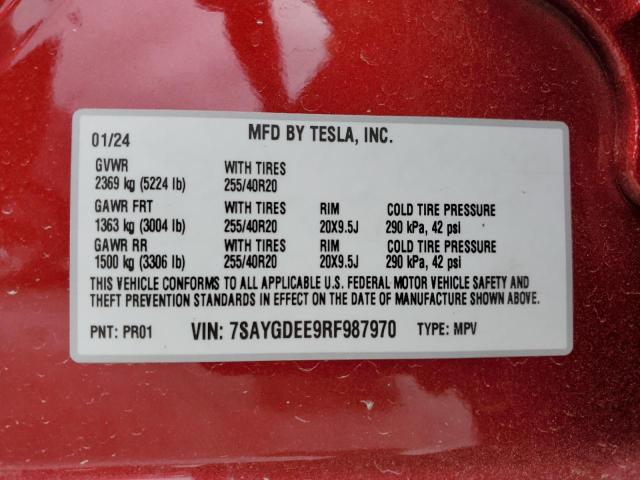 MFD BY TESLA, INC.
01/24
GVWR WITH TIRES
2369 kg (5224 lb) 255/40R20
GAWR FRT WITH TIRES RIM COLD TIRE PRESSURE
1363 kg (3004 lb) 255/40R20 20X9.5J 290 kPa, 42 psi
GAWR RR WITH TIRES RIM COLD TIRE PRESSURE
1500 kg (3306 lb) 255/40R20 20X9.5J 290 kPa, 42 psi
THIS VEHICLE CONFORMS TO ALL APPLICABLE U.S. FEDERAL MOTOR VEHICLE SAFETY AND
THEFT PREVENTION STANDARDS IN EFFECT ON THE DATE OF MANUFACTURE SHOWN ABOVE.
PNT: PR01 VIN: 7SAYGDEE9RF987970 TYPE: MPV